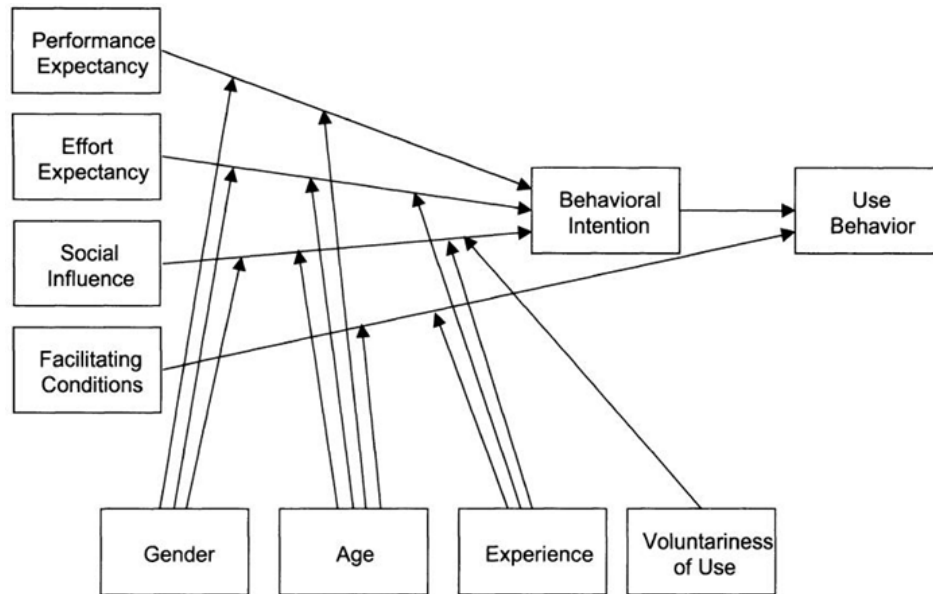 Performance
Expectancy
Effort
Expectancy
Social
Influence
Facilitating
Conditions
Behavioral
Intention
Use
Behavior
Gender
Age
Experience
Voluntariness
of Use